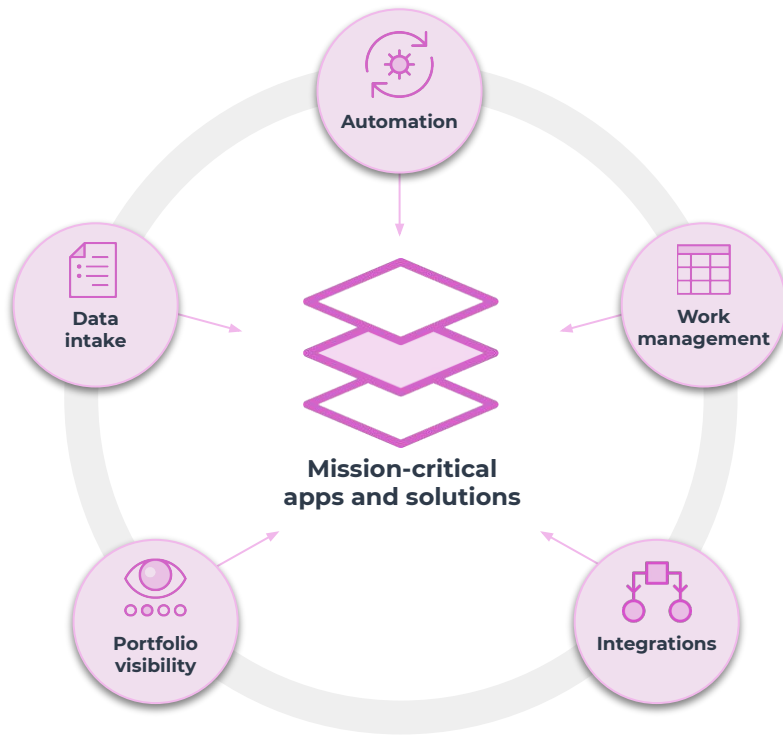 Automation
Data
intake
Work
management
Mission-critical
apps and solutions
Portfolio
visibility
Integrations